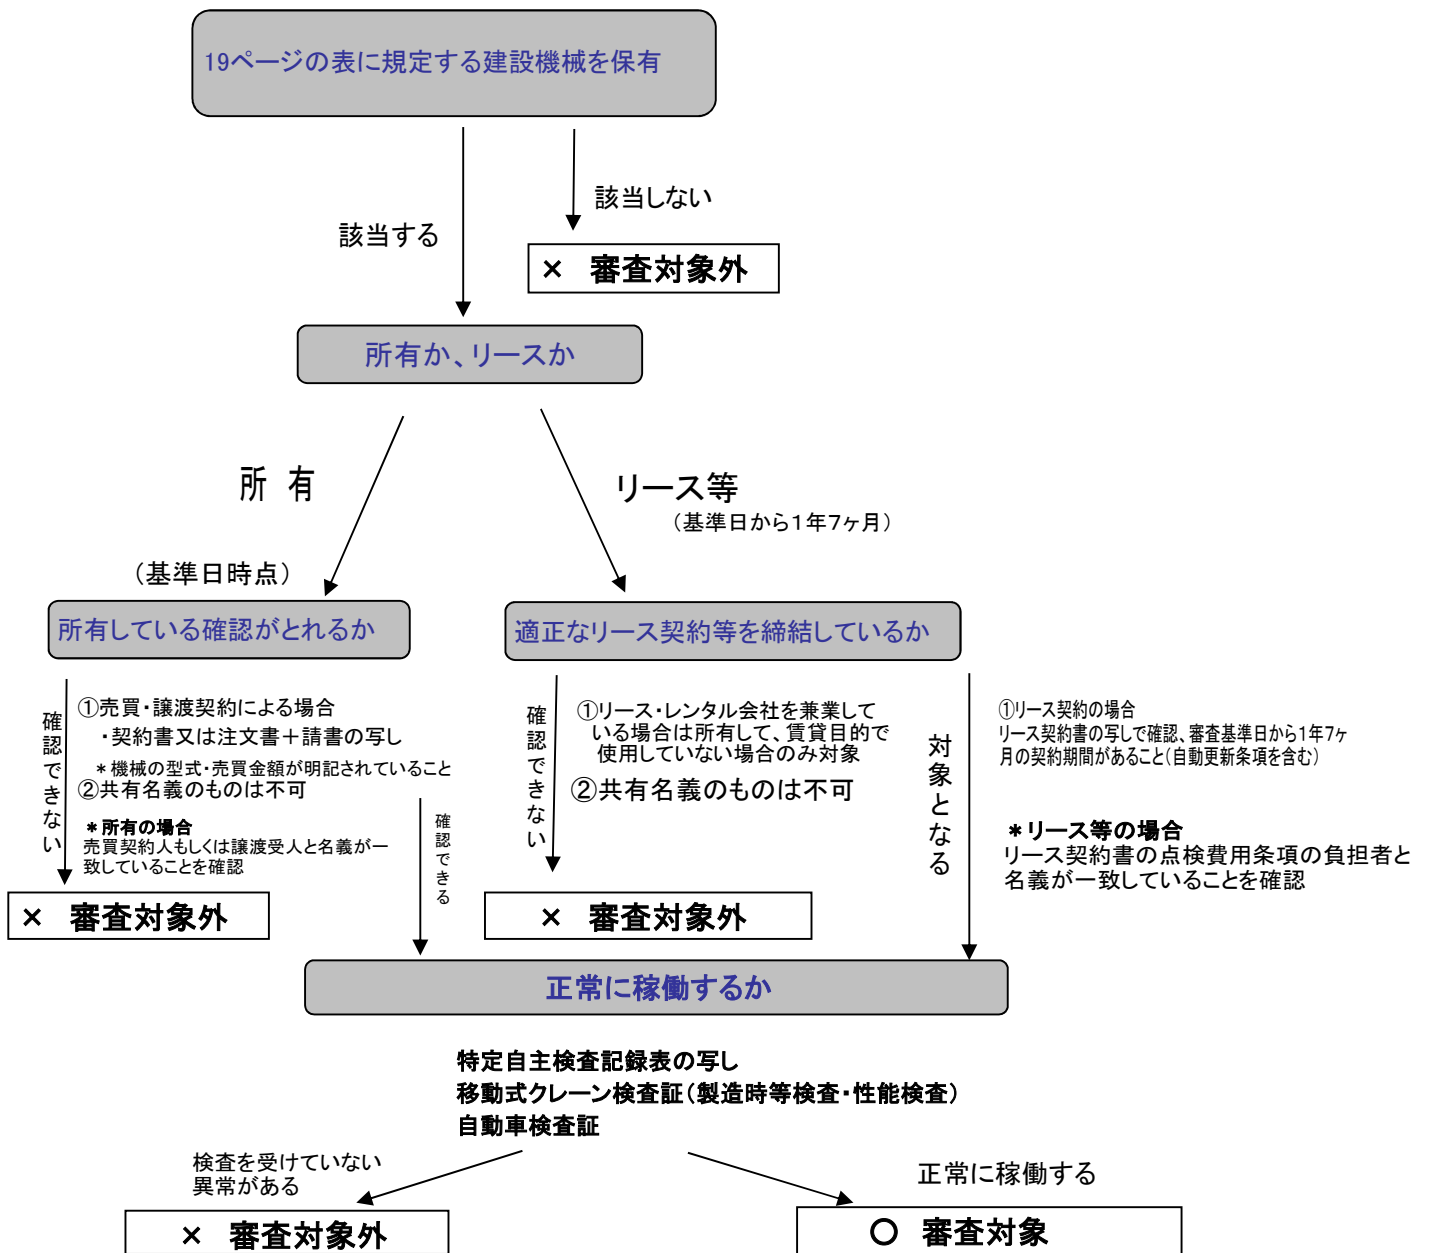 19ページの表に規定する建設機械を保有
該当しない
該当する
× 審査対象外
所有か、リースか
所 有
リース等
（基準日から1年7ヶ月）
（基準日時点）
所有している確認がとれるか
適正なリース契約等を締結しているか
確認できない
①売買・譲渡契約による場合
・契約書又は注文書＋請書の写し
＊機械の型式・売買金額が明記されていること
②共有名義のものは不可
＊所有の場合
売買契約人もしくは譲渡受人と名義が一
致していることを確認
確認できる
確認できない
①リース・レンタル会社を兼業して
いる場合は所有して、賃貸目的で
使用していない場合のみ対象
②共有名義のものは不可
対象となる
①リース契約の場合
リース契約書の写しで確認、審査基準日から1年7ヶ
月の契約期間があること（自動更新条項を含む）
＊リース等の場合
リース契約書の点検費用条項の負担者と
名義が一致していることを確認
× 審査対象外
× 審査対象外
正常に稼働するか
特定自主検査記録表の写し
移動式クレーン検査証（製造時等検査・性能検査）
自動車検査証
検査を受けていない
異常がある
正常に稼働する
× 審査対象外
○ 審査対象